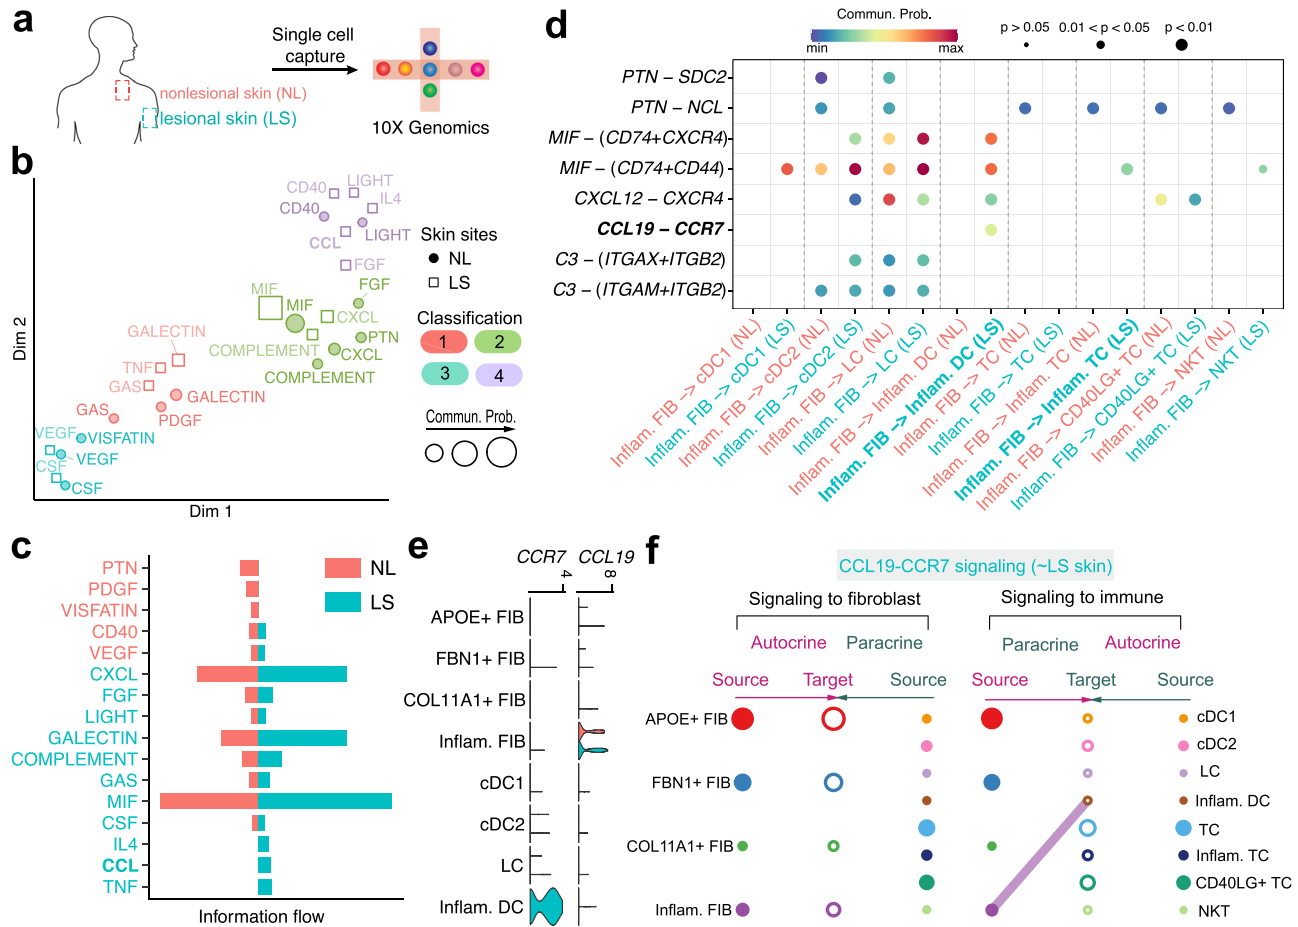 a
Single cell
capture
nonlesional skin (NL)
lesional skin (LS)
10X Genomics
b
Dim 2
Dim 1
LIGHT
CD40
IL4
CD40
LIGHT
CCL
FGF
FGF
MIF
MIF
CXCL
PTN
COMPLEMENT
CXCL
COMPLEMENT
GALECTIN
TNF
GAS
GALECTIN
GAS
PDGF
VEGF
VISFATIN
VEGF
CSF
CSF
Skin sites
NL
LS
Classification
1
2
3
4
Commun. Prob.
c
PTN
PDGF
VISFATIN
CD40
VEGF
CXCL
FGF
LIGHT
GALECTIN
COMPLEMENT
GAS
MIF
CSF
IL4
CCL
TNF
NL
LS
Information flow
d
Commun. Prob.
min
max
p > 0.05
0.01 < p < 0.05
p < 0.01
PTN – SDC2
PTN – NCL
MIF – (CD74+CXCR4)
MIF – (CD74+CD44)
CXCL12 – CXCR4
CCL19 – CCR7
C3 – (ITGAX+ITGB2)
C3 – (ITGAM+ITGB2)
Inflam. FIB -> cDC1 (NL)
Inflam. FIB -> cDC1 (LS)
Inflam. FIB -> cDC2 (NL)
Inflam. FIB -> cDC2 (LS)
Inflam. FIB -> LC (NL)
Inflam. FIB -> LC (LS)
Inflam. FIB -> Inflam. DC (NL)
Inflam. FIB -> Inflam. DC (LS)
Inflam. FIB -> TC (NL)
Inflam. FIB -> TC (LS)
Inflam. FIB -> Inflam. TC (NL)
Inflam. FIB -> Inflam. TC (LS)
Inflam. FIB -> CD40LG+ TC (NL)
Inflam. FIB -> CD40LG+ TC (LS)
Inflam. FIB -> NKT (NL)
Inflam. FIB -> NKT (LS)
e
CCR7
CCL19
4
8
APOE+ FIB
FBN1+ FIB
COL11A1+ FIB
Inflam. FIB
cDC1
cDC2
LC
Inflam. DC
f
CCL19-CCR7 signaling (~LS skin)
Signaling to fibroblast
Signaling to immune
Autocrine
Paracrine
Paracrine
Autocrine
Source
Target
Source
Source
Target
Source
APOE+ FIB
FBN1+ FIB
COL11A1+ FIB
Inflam. FIB
cDC1
cDC2
LC
Inflam. DC
TC
Inflam. TC
CD40LG+ TC
NKT